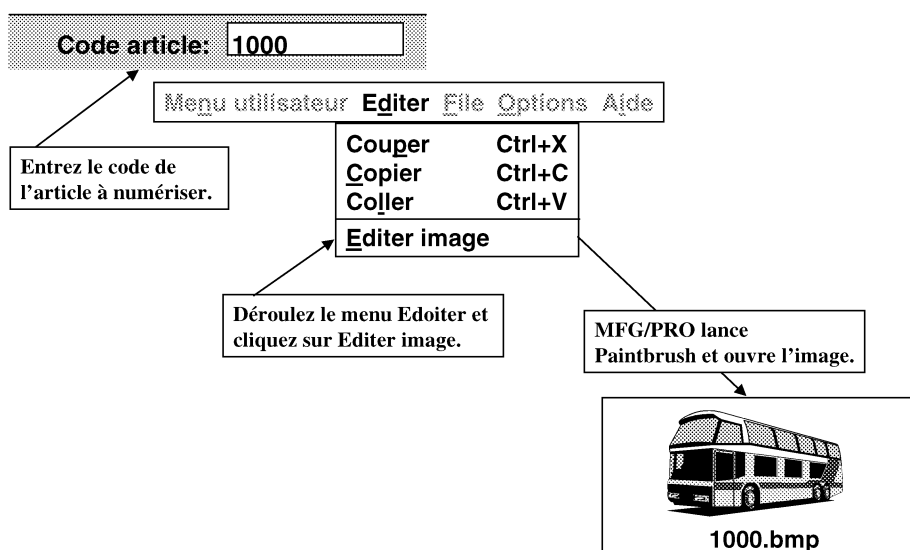 Code article: 1000
Menu utilisateur Editer File Options Aide
Couper Ctrl+X
Copier Ctrl+C
Coller Ctrl+V
Editer image
Entrez le code de
l'article à numériser.
Déroulez le menu Edoiter et
cliquez sur Editer image.
MFG/PRO lance
Paintbrush et ouvre l'image.
1000.bmp